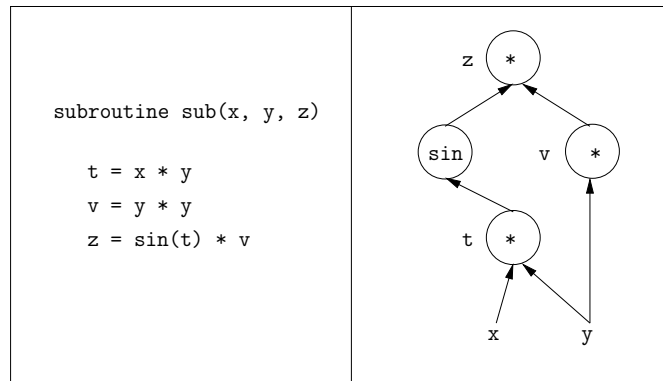 subroutine sub(x, y, z)
t = x * y
v = y * y
z = sin(t) * v
z *
sin v *
t *
x y